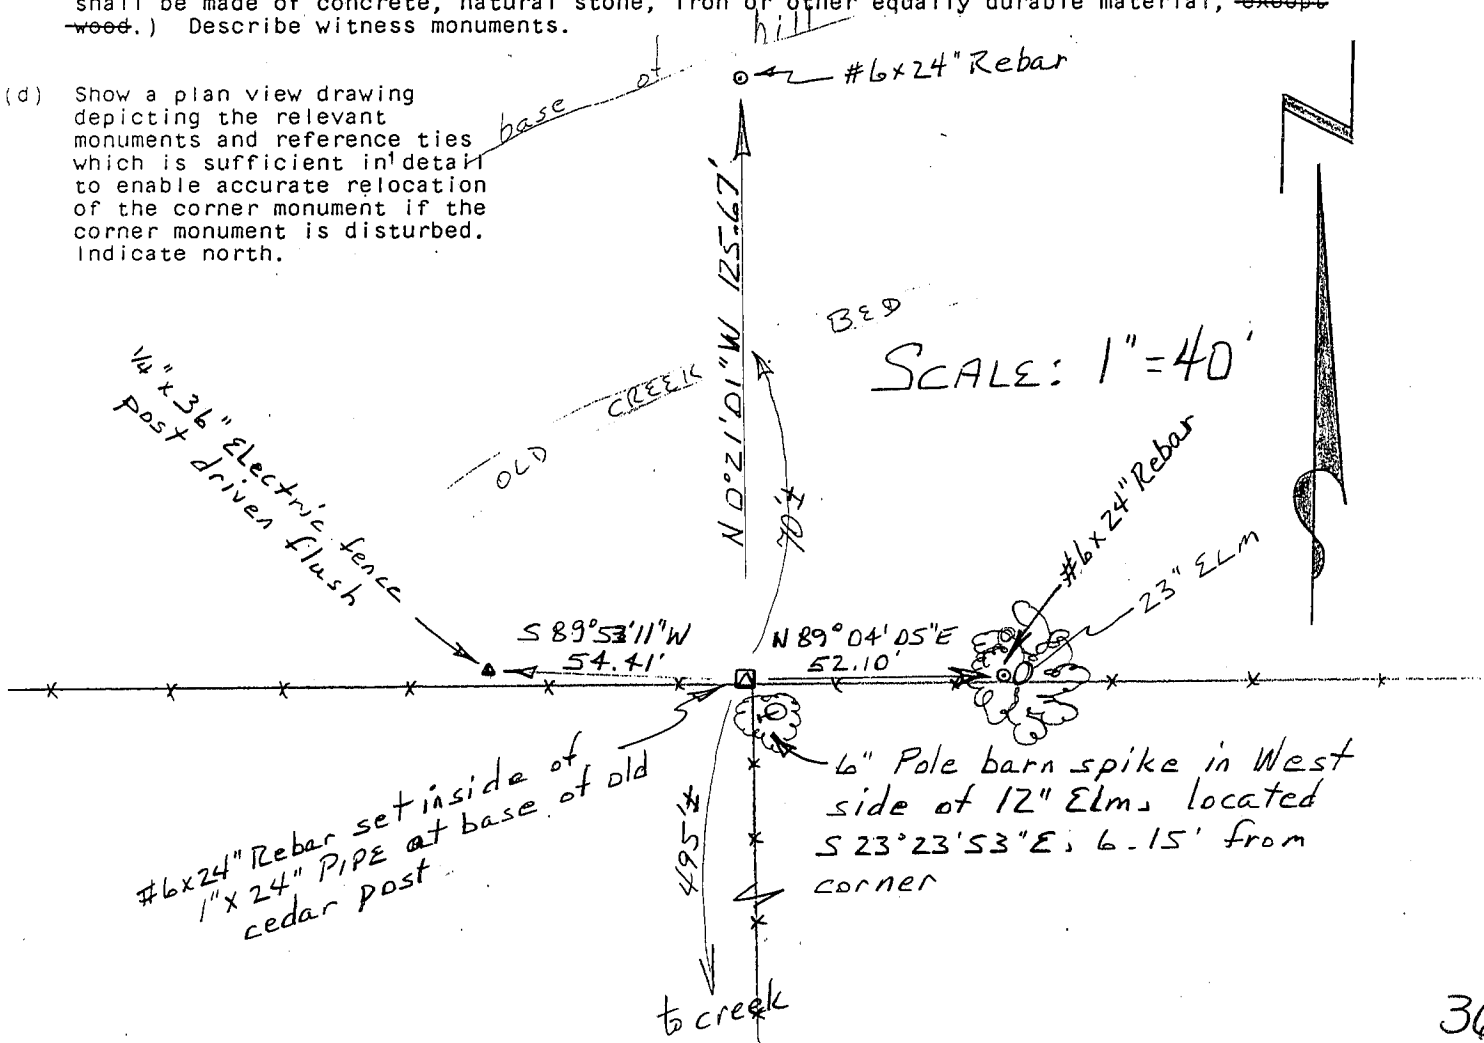 shall be made of concrete, natural stone, iron or other equally durable material, except
wood.) Describe witness monuments.
(d) Show a plan view drawing
depicting the relevant
monuments and reference ties
which is sufficient in detail
to enable accurate relocation
of the corner monument if the
corner monument is disturbed.
Indicate north.
base of hill
#6x24" Rebar
N 0°21'01"W 125.67'
OLD CREEK BED
SCALE: 1"=40'
70'±
1/4"x36" Electric fence
post driven flush
#6x24" Rebar
23" ELM
S 89°53'11"W
54.41'
N 89°04'05"E
52.10'
#6x24" Rebar set inside of
1"x24" PIPE at base of old
cedar post
6" Pole barn spike in West
side of 12" Elm, located
S 23°23'53"E, 6.15' from
corner
495'±
to creek